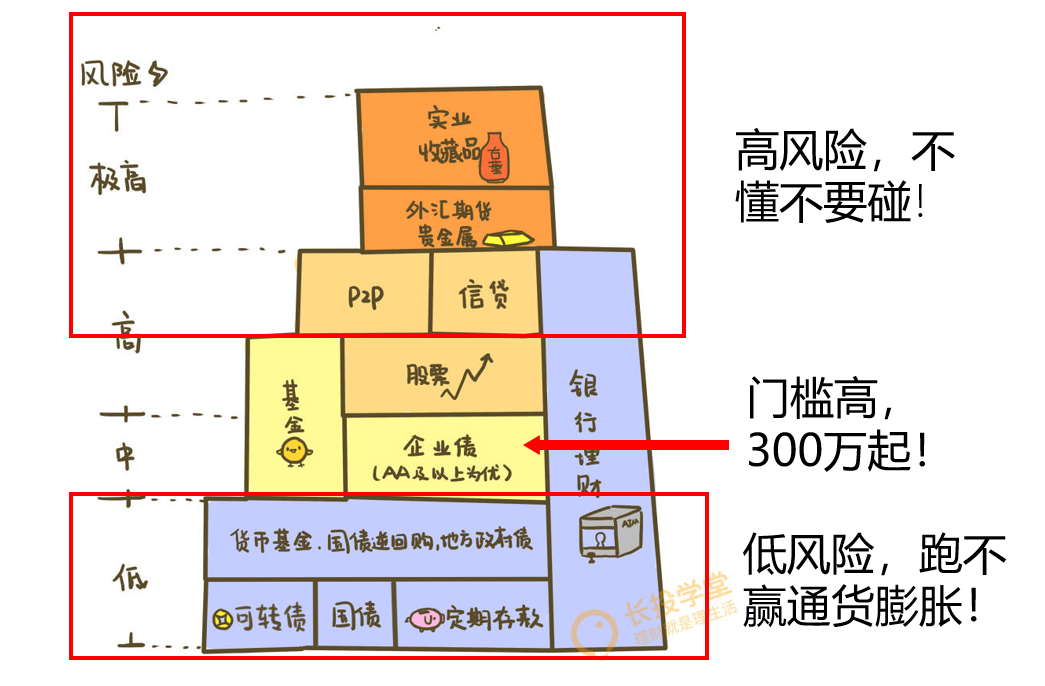 风险
极高
高
中
低
实业
收藏品
古董
外汇期货
贵金属
P2P
信贷
股票
基金
企业债
(AA及以上为优)
银行理财
ATM
货币基金.国债逆回购,地方政府债
可转债
国债
定期存款
高风险，不
懂不要碰！
门槛高，
300万起！
低风险，跑不
赢通货膨胀！
长投学堂
理财就是理生活